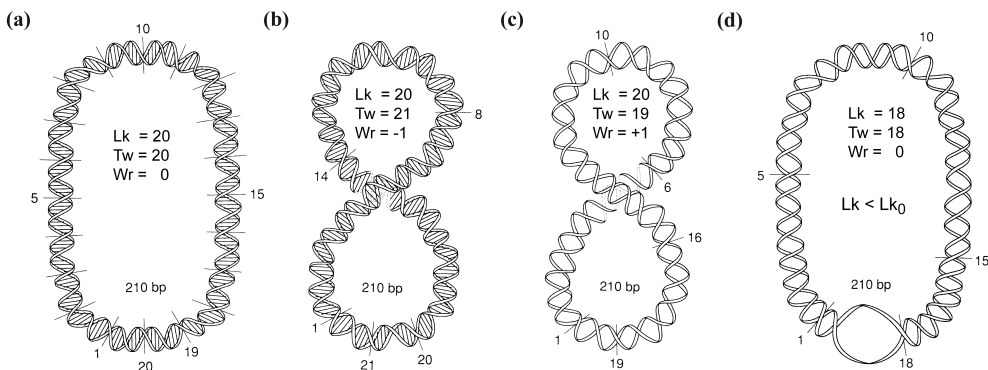 (a)
10
Lk = 20
Tw = 20
Wr = 0
5
15
210 bp
1
19
20
(b)
Lk = 20
Tw = 21
Wr = -1
8
14
210 bp
1
20
21
(c)
10
Lk = 20
Tw = 19
Wr = +1
6
16
210 bp
1
19
(d)
10
Lk = 18
Tw = 18
Wr = 0
5
Lk < Lk0
15
210 bp
1
18